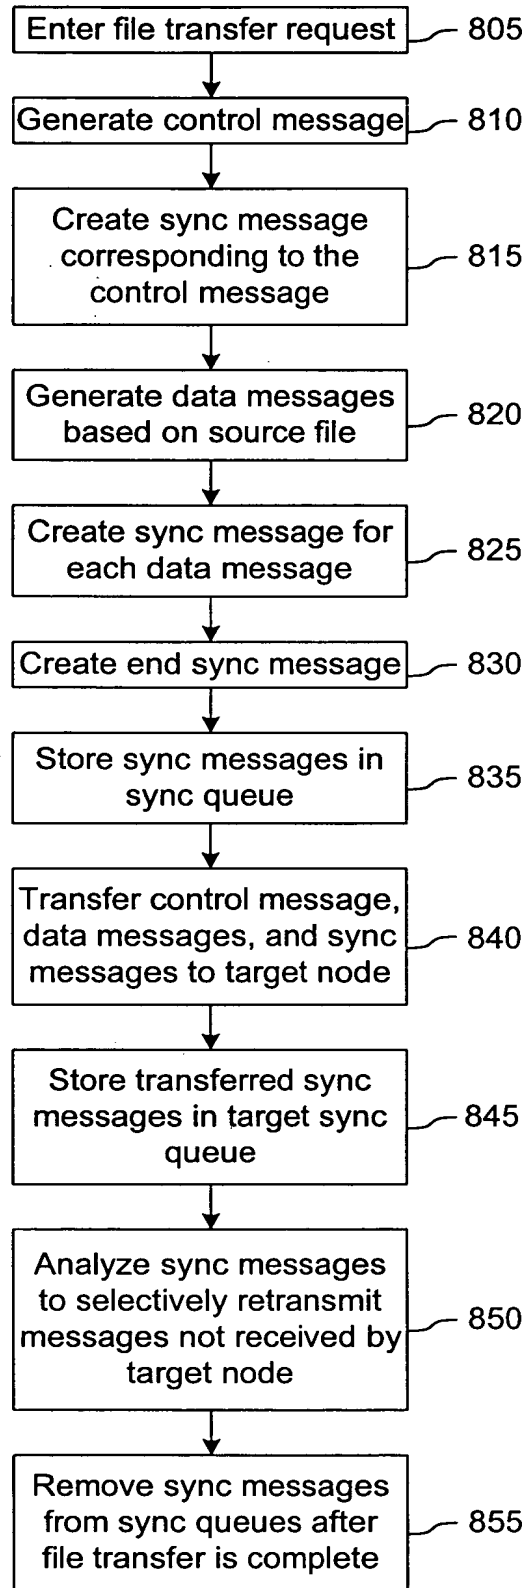 Enter file transfer request
805
Generate control message
810
Create sync message
corresponding to the
control message
815
Generate data messages
based on source file
820
Create sync message for
each data message
825
Create end sync message
830
Store sync messages in
sync queue
835
Transfer control message,
data messages, and sync
messages to target node
840
Store transferred sync
messages in target sync
queue
845
Analyze sync messages
to selectively retransmit
messages not received by
target node
850
Remove sync messages
from sync queues after
file transfer is complete
855